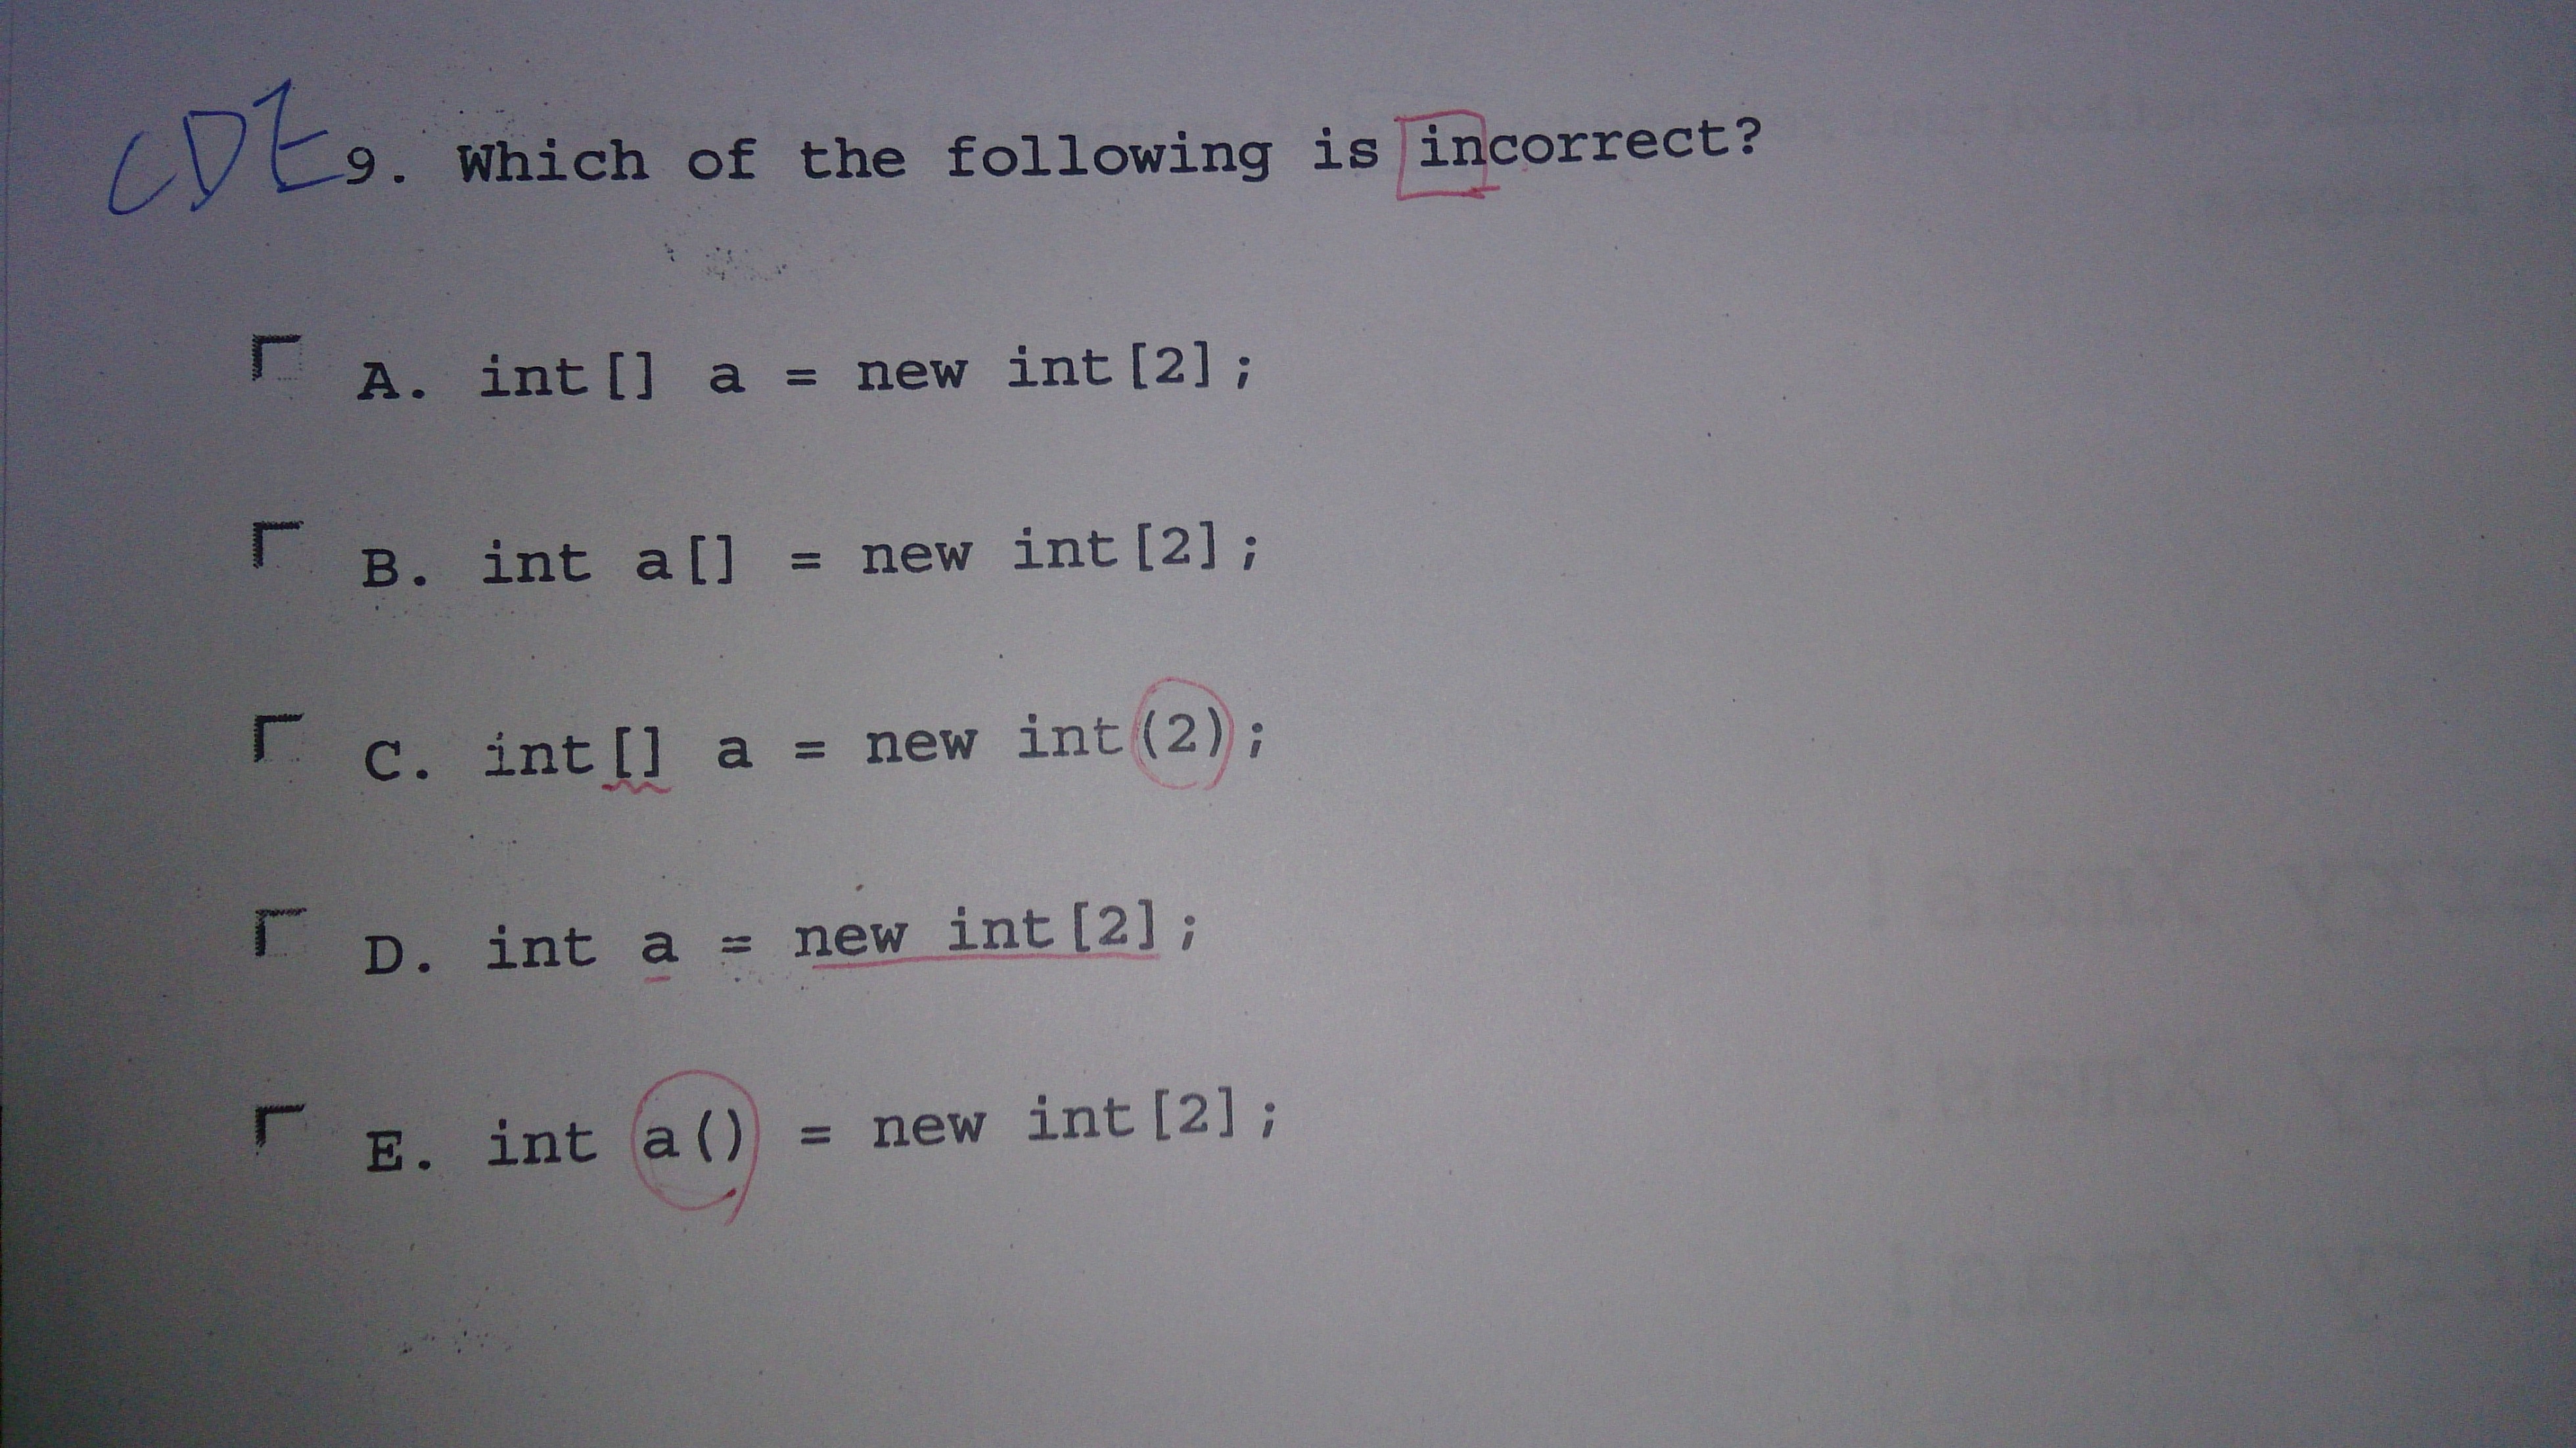 CDE 9. Which of the following is incorrect?
A. int[] a = new int[2];
B. int a[] = new int[2];
C. int[] a = new int(2);
D. int a = new int[2];
E. int a() = new int[2];